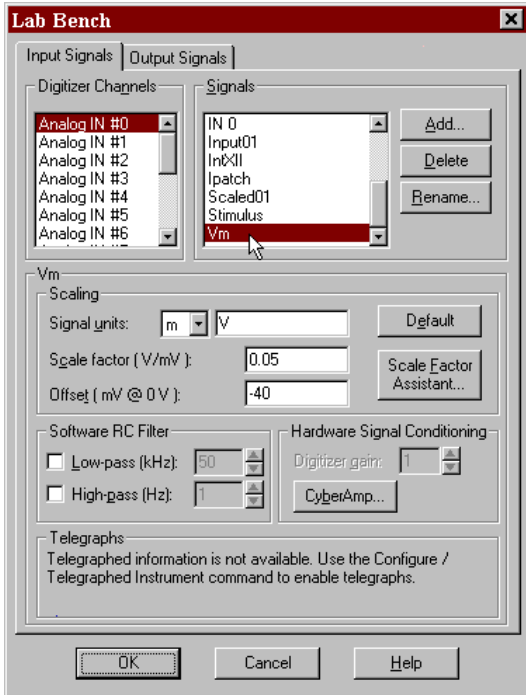 Lab Bench
Input Signals Output Signals
Digitizer Channels
Analog IN #0
Analog IN #1
Analog IN #2
Analog IN #3
Analog IN #4
Analog IN #5
Analog IN #6
Signals
IN 0
Input01
IntXII
Ipatch
Scaled01
Stimulus
Vm
Add...
Delete
Rename...
Vm
Scaling
Signal units: m V
Default
Scale factor ( V/mV ): 0.05
Scale Factor
Assistant...
Offset ( mV @ 0 V ): -40
Software RC Filter
Low-pass (kHz): 50
High-pass (Hz): 1
Hardware Signal Conditioning
Digitizer gain: 1
CyberAmp...
Telegraphs
Telegraphed information is not available. Use the Configure /
Telegraphed Instrument command to enable telegraphs.
OK Cancel Help